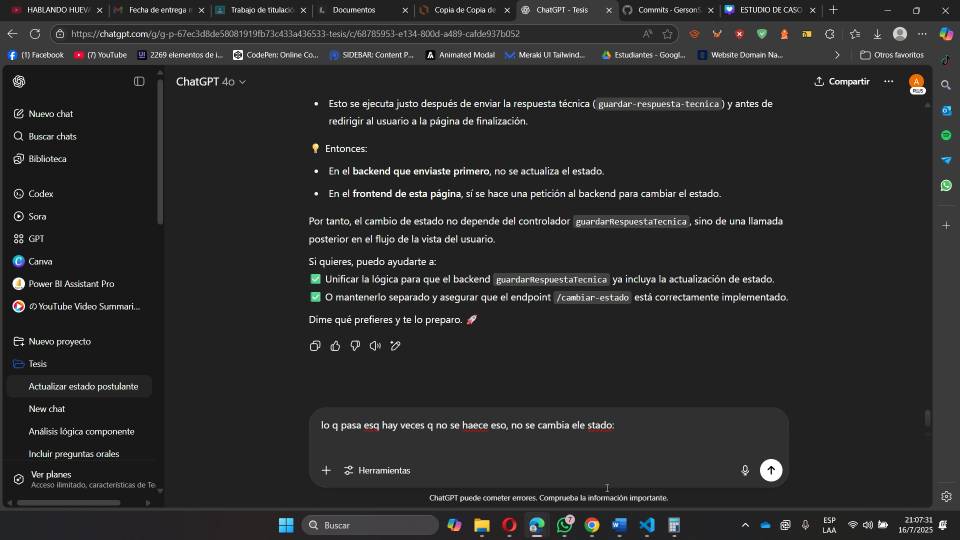 HABLANDO HUEVA
Fecha de entrega r
Trabajo de titulació
Documentos
Copia de Copia de
ChatGPT - Tesis
Commits - GersonS
ESTUDIO DE CASO
https://chatgpt.com/g/g-p-67ec3d8de58081919fb73c433a436533-tesis/c/68785953-e134-800d-a489-cafde937b052
(1) Facebook
(7) YouTube
2269 elementos de i...
CodePen: Online Co...
SIDEBAR: Content P...
Animated Modal
Meraki UI Tailwind...
Estudiantes - Googl...
Website Domain Na...
Otros favoritos
ChatGPT 4o
Compartir
PLUS
Nuevo chat
Buscar chats
Biblioteca
Codex
Sora
GPT
Canva
Power BI Assistant Pro
の YouTube Video Summari...
Nuevo proyecto
Tesis
Actualizar estado postulante
New chat
Análisis lógica componente
Incluir preguntas orales
Ver planes
Acceso ilimitado, características de Te
• Esto se ejecuta justo después de enviar la respuesta técnica ( guardar-respuesta-tecnica ) y antes de
redirigir al usuario a la página de finalización.
💡 Entonces:
• En el backend que enviaste primero, no se actualiza el estado.
• En el frontend de esta página, sí se hace una petición al backend para cambiar el estado.
Por tanto, el cambio de estado no depende del controlador guardarRespuestaTecnica , sino de una llamada
posterior en el flujo de la vista del usuario.
Si quieres, puedo ayudarte a:
✅ Unificar la lógica para que el backend guardarRespuestaTecnica ya incluya la actualización de estado.
✅ O mantenerlo separado y asegurar que el endpoint /cambiar-estado está correctamente implementado.
Dime qué prefieres y te lo preparo. 🚀
lo q pasa esq hay veces q no se haece eso, no se cambia ele stado:
Herramientas
ChatGPT puede cometer errores. Comprueba la información importante.
Buscar
7
ESP
LAA
21:07:31
16/7/2025